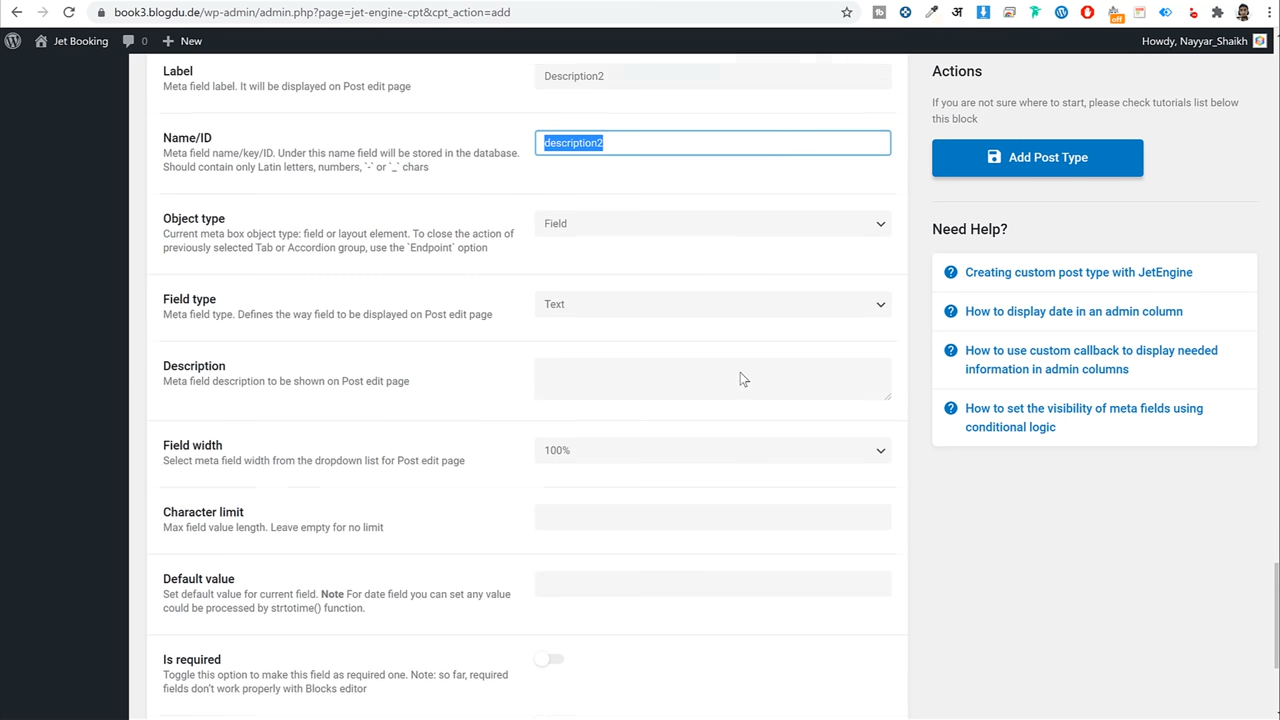 book3.blogdu.de/wp-admin/admin.php?page=jet-engine-cpt&cpt_action=add
off
Jet Booking
0
New
Howdy, Nayyar_Shaikh
Label
Meta field label. It will be displayed on Post edit page
Description2
Name/ID
Meta field name/key/ID. Under this name field will be stored in the database.
Should contain only Latin letters, numbers, `-` or `_` chars
description2
Object type
Current meta box object type: field or layout element. To close the action of
previously selected Tab or Accordion group, use the `Endpoint` option
Field
Field type
Meta field type. Defines the way field to be displayed on Post edit page
Text
Description
Meta field description to be shown on Post edit page
Field width
Select meta field width from the dropdown list for Post edit page
100%
Character limit
Max field value length. Leave empty for no limit
Default value
Set default value for current field. Note For date field you can set any value
could be processed by strtotime() function.
Is required
Toggle this option to make this field as required one. Note: so far, required
fields don't work properly with Blocks editor
Actions
If you are not sure where to start, please check tutorials list below
this block
Add Post Type
Need Help?
Creating custom post type with JetEngine
How to display date in an admin column
How to use custom callback to display needed
information in admin columns
How to set the visibility of meta fields using
conditional logic